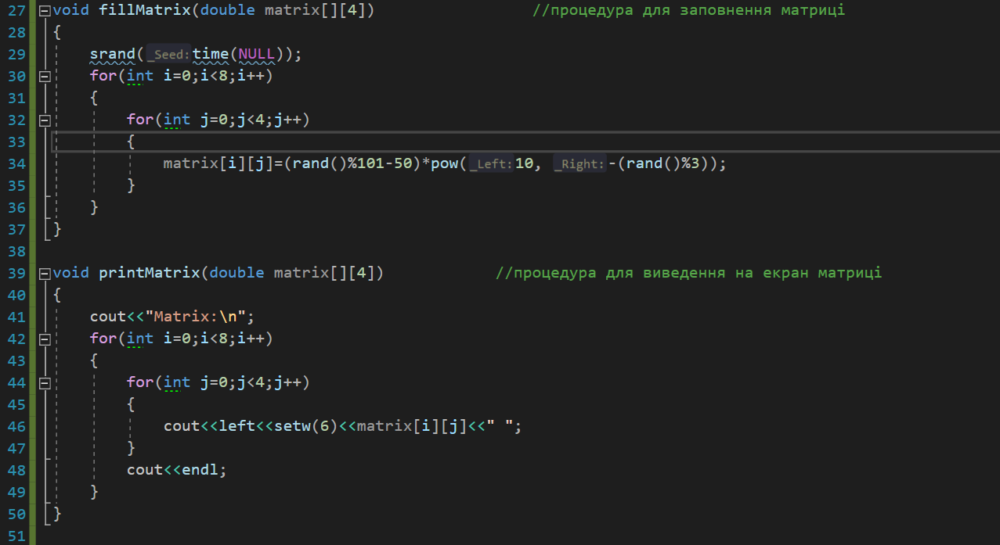 27 void fillMatrix(double matrix[][4]) //процедура для заповнення матриці
28 {
29 srand(_Seed:time(NULL));
30 for(int i=0;i<8;i++)
31 {
32 for(int j=0;j<4;j++)
33 {
34 matrix[i][j]=(rand()%101-50)*pow(_Left:10, _Right:-(rand()%3));
35 }
36 }
37 }
38
39 void printMatrix(double matrix[][4]) //процедура для виведення на екран матриці
40 {
41 cout<<"Matrix:\n";
42 for(int i=0;i<8;i++)
43 {
44 for(int j=0;j<4;j++)
45 {
46 cout<<left<<setw(6)<<matrix[i][j]<<" ";
47 }
48 cout<<endl;
49 }
50 }
51